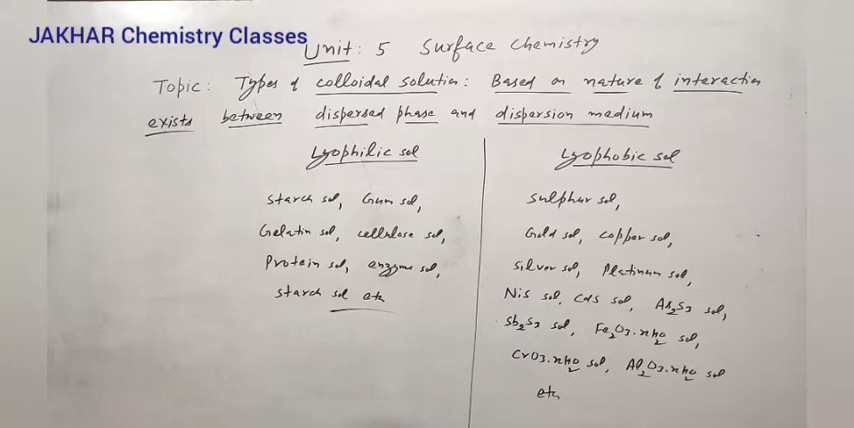 JAKHAR Chemistry Classes
Unit: 5 Surface Chemistry
Topic: Types of colloidal solution: Based on nature of interaction
exists between dispersed phase and dispersion medium
Lyophilic sol
Starch sol, Gum sol,
Gelatin sol, cellulose sol,
Protein sol, enzyme sol,
Starch sol etc
Lyophobic sol
Sulphur sol,
Gold sol, copper sol,
Silver sol, Platinum sol,
NiS sol, CdS sol, As₂S₃ sol,
Sb₂S₃ sol, Fe₂O₃.xH₂O sol,
CrO₃.xH₂O sol, Al₂O₃.xH₂O sol
etc